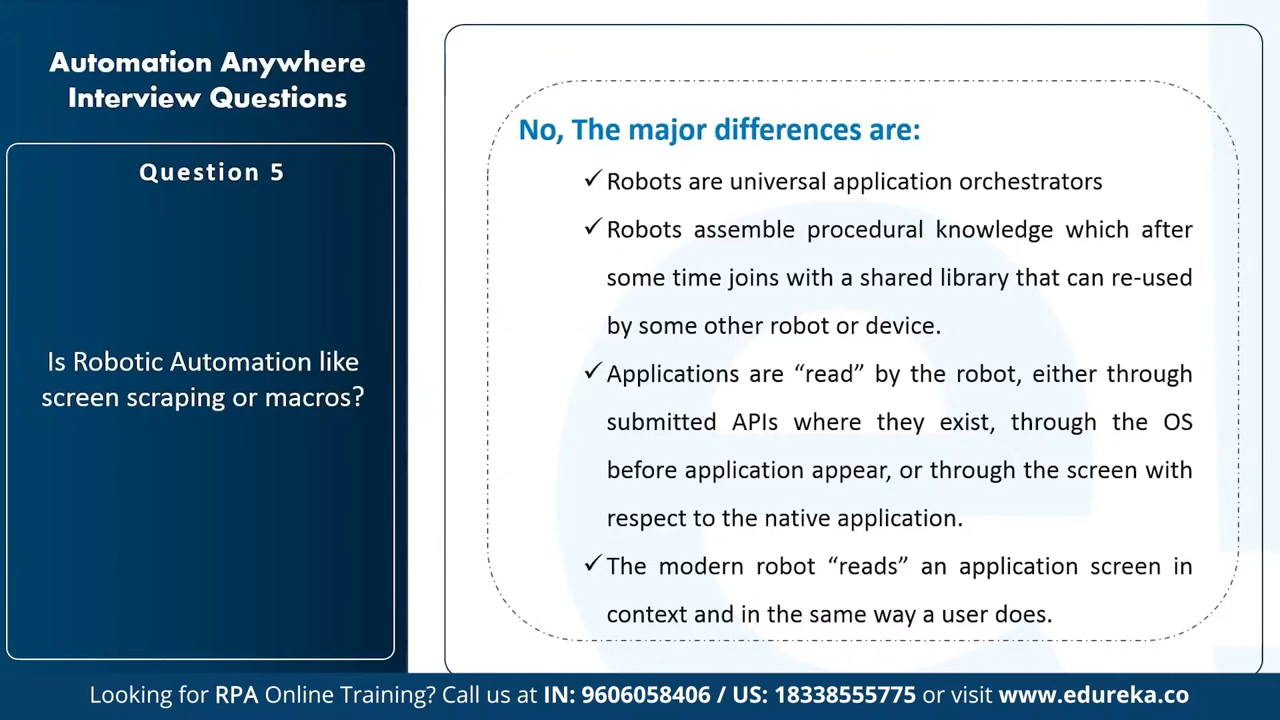 Automation Anywhere
Interview Questions
Question 5
Is Robotic Automation like
screen scraping or macros?
No, The major differences are:
✓Robots are universal application orchestrators
✓Robots assemble procedural knowledge which after
some time joins with a shared library that can re-used
by some other robot or device.
✓Applications are “read” by the robot, either through
submitted APIs where they exist, through the OS
before application appear, or through the screen with
respect to the native application.
✓The modern robot “reads” an application screen in
context and in the same way a user does.
Looking for RPA Online Training? Call us at IN: 9606058406 / US: 18338555775 or visit www.edureka.co